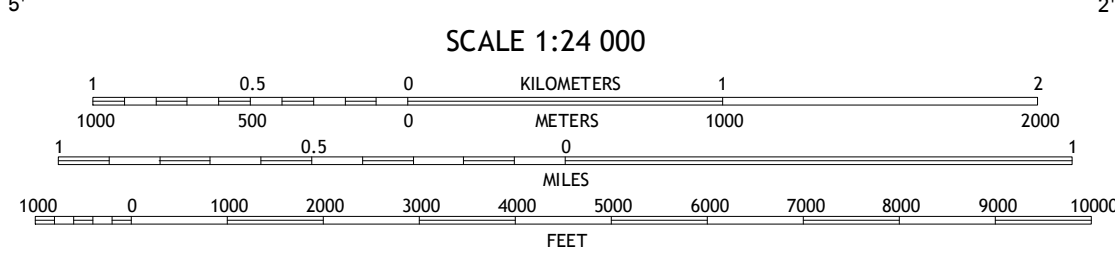 5' 2'
SCALE 1:24 000
1 0.5 0 KILOMETERS 1 2
1000 500 0 METERS 1000 2000
1 0.5 0 1
MILES
1000 0 1000 2000 3000 4000 5000 6000 7000 8000 9000 10000
FEET